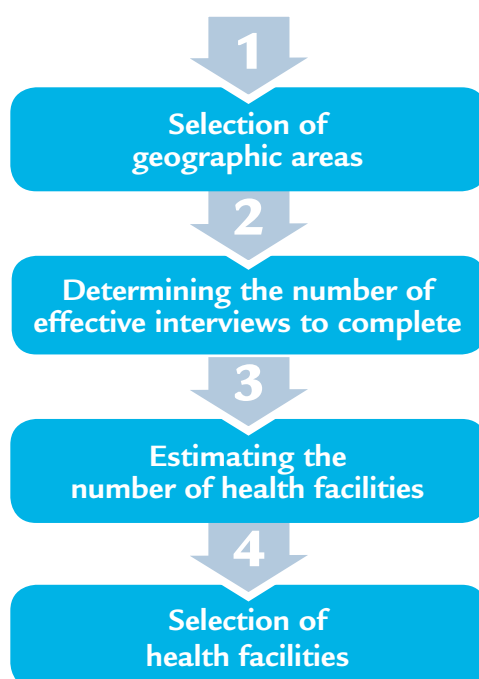 1
Selection of
geographic areas
2
Determining the number of
effective interviews to complete
3
Estimating the
number of health facilities
4
Selection of
health facilities